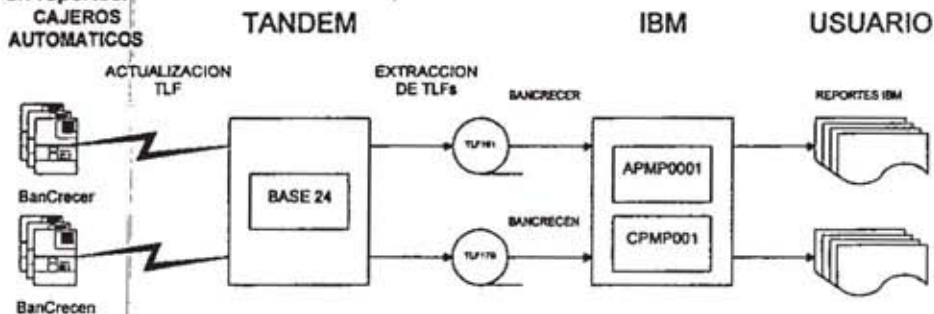 CAJEROS
AUTOMATICOS
TANDEM
IBM
USUARIO
ACTUALIZACION
TLF
EXTRACCION
DE TLFs
BANCRECER
REPORTES IBM
BASE 24
APMP0001
BanCrecer
BANCRECEN
CPMP001
BanCrecen